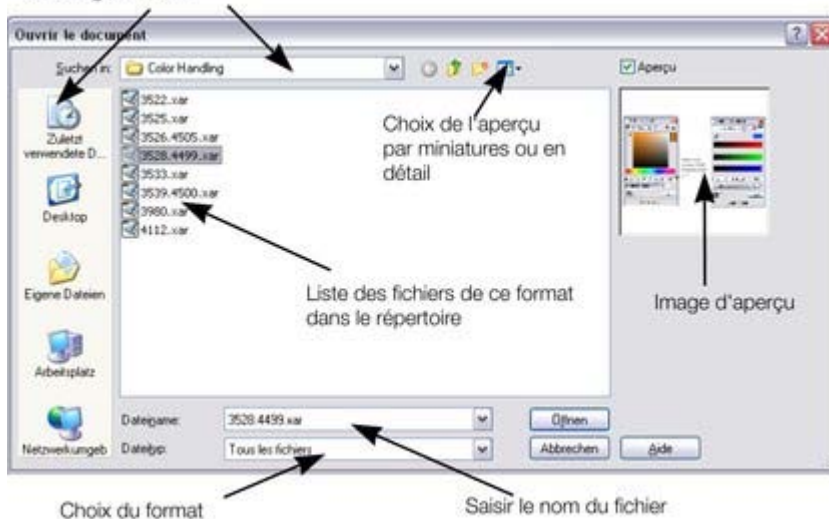 Ouvrir le document
Suchen in:
Color Handling
Aperçu
Zuletzt
verwendete D...
Desktop
Eigene Dateien
Arbeitsplatz
Netzwerkumgeb
3522.xar
3525.xar
3526.4505.xar
3528.4499.xar
3533.xar
3539.4500.xar
3980.xar
4112.xar
Choix de l'aperçu
par miniatures ou en
détail
Liste des fichiers de ce format
dans le répertoire
Image d'aperçu
Dateiname:
3528.4499.xar
Öffnen
Dateityp:
Tous les fichiers
Abbrechen
Aide
Choix du format
Saisir le nom du fichier